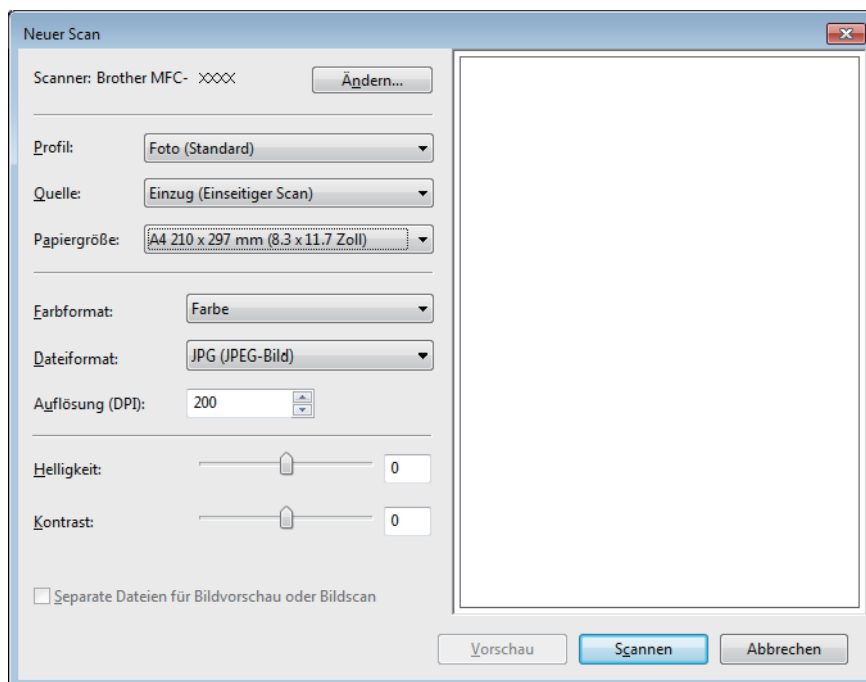 Neuer Scan
Scanner: Brother MFC- XXXX
Ändern...
Profil: Foto (Standard)
Quelle: Einzug (Einseitiger Scan)
Papiergröße: A4 210 x 297 mm (8.3 x 11.7 Zoll)
Farbformat: Farbe
Dateiformat: JPG (JPEG-Bild)
Auflösung (DPI): 200
Helligkeit: 0
Kontrast: 0
Separate Dateien für Bildvorschau oder Bildscan
Vorschau Scannen Abbrechen